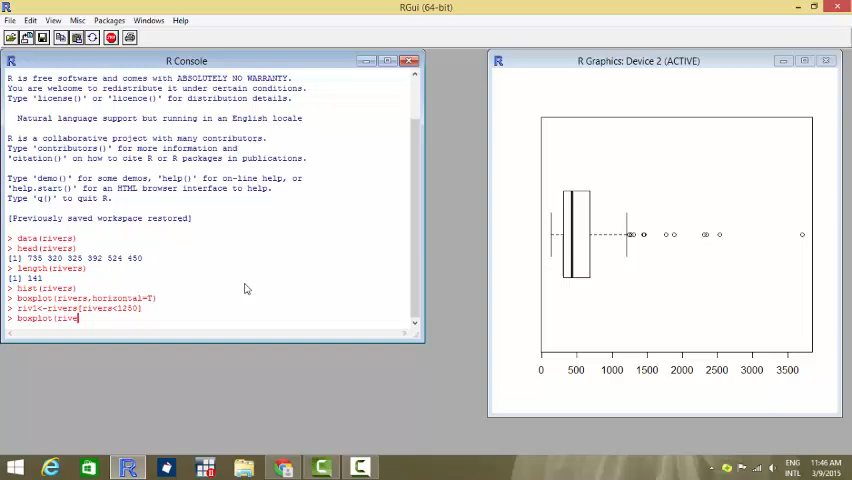 RGui (64-bit)
File Edit View Misc Packages Windows Help
STOP
R Console
R is free software and comes with ABSOLUTELY NO WARRANTY.
You are welcome to redistribute it under certain conditions.
Type 'license()' or 'licence()' for distribution details.
Natural language support but running in an English locale
R is a collaborative project with many contributors.
Type 'contributors()' for more information and
'citation()' on how to cite R or R packages in publications.
Type 'demo()' for some demos, 'help()' for on-line help, or
'help.start()' for an HTML browser interface to help.
Type 'q()' to quit R.
[Previously saved workspace restored]
> data(rivers)
> head(rivers)
[1] 735 320 325 392 524 450
> length(rivers)
[1] 141
> hist(rivers)
> boxplot(rivers,horizontal=T)
> riv1<-rivers[rivers<1250]
> boxplot(rive
R Graphics: Device 2 (ACTIVE)
0 500 1000 1500 2000 2500 3000 3500
ENG
INTL
11:46 AM
3/9/2015